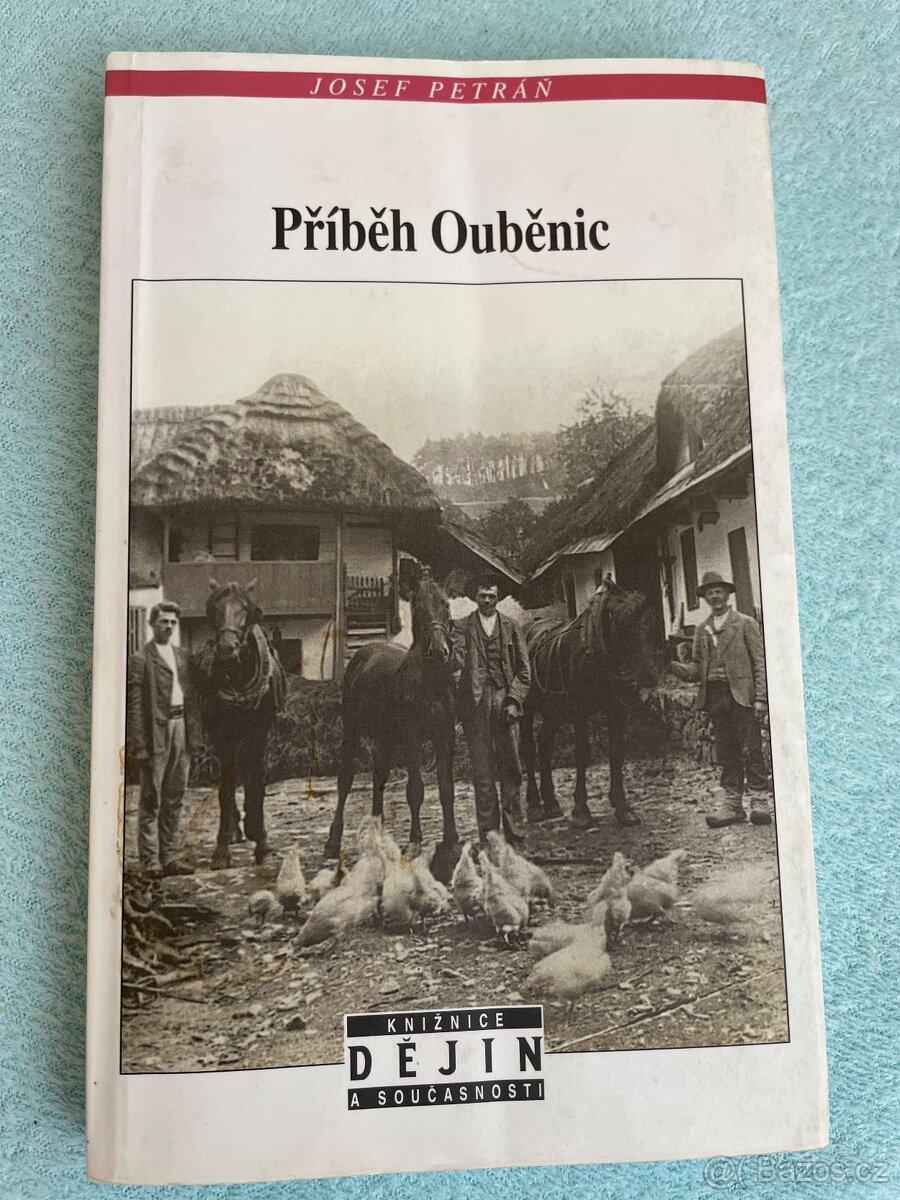 JOSEF PETRÁŇ
Příběh Ouběnic
KNIŽNICE
DĚJIN
A SOUČASNOSTI
Bazos.cz